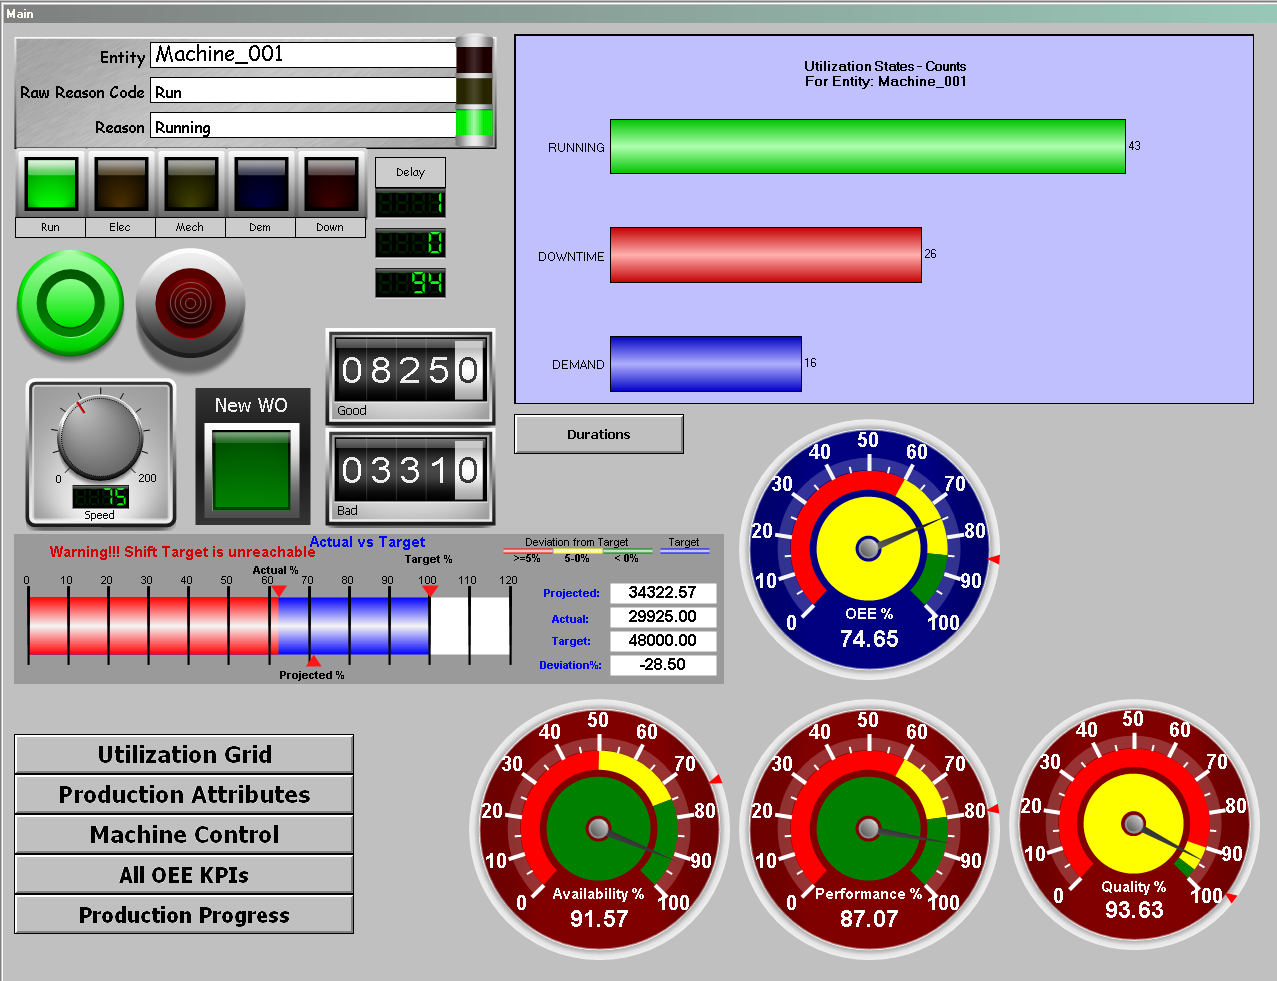 Main
Entity
Machine_001
Raw Reason Code
Run
Reason
Running
Run
Elec
Mech
Dem
Down
Delay
1
0
94
Utilization States - Counts
For Entity: Machine_001
RUNNING
43
DOWNTIME
26
DEMAND
16
Durations
0
200
75
Speed
New WO
08250
Good
03310
Bad
Warning!!! Shift Target is unreachable
Actual vs Target
Actual %
Target %
0 10 20 30 40 50 60 70 80 90 100 110 120
Projected %
Deviation from Target
Target
>=5% 5-0% < 0%
Projected: 34322.57
Actual: 29925.00
Target: 48000.00
Deviation%: -28.50
0 10 20 30 40 50 60 70 80 90 100
OEE %
74.65
Utilization Grid
Production Attributes
Machine Control
All OEE KPIs
Production Progress
0 10 20 30 40 50 60 70 80 90 100
Availability %
91.57
0 10 20 30 40 50 60 70 80 90 100
Performance %
87.07
0 10 20 30 40 50 60 70 80 90 100
Quality %
93.63